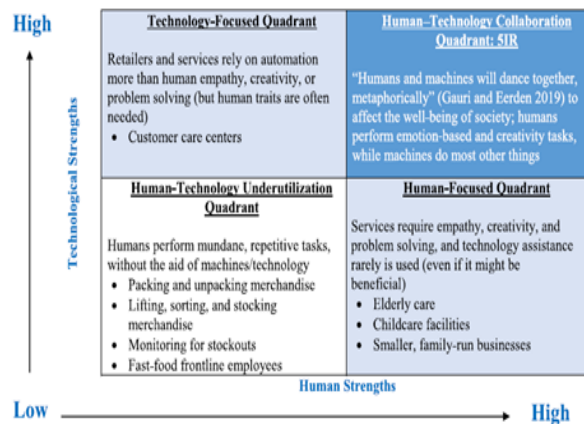 High
Technological Strengths
Technology-Focused Quadrant
Retailers and services rely on automation
more than human empathy, creativity, or
problem solving (but human traits are often
needed)
• Customer care centers
Human–Technology Collaboration
Quadrant: 5IR
“Humans and machines will dance together,
metaphorically” (Gauri and Eerden 2019) to
affect the well-being of society; humans
perform emotion-based and creativity tasks,
while machines do most other things
Human-Technology Underutilization
Quadrant
Humans perform mundane, repetitive tasks,
without the aid of machines/technology
• Packing and unpacking merchandise
• Lifting, sorting, and stocking
merchandise
• Monitoring for stockouts
• Fast-food frontline employees
Human-Focused Quadrant
Services require empathy, creativity, and
problem solving, and technology assistance
rarely is used (even if it might be
beneficial)
• Elderly care
• Childcare facilities
• Smaller, family-run businesses
Human Strengths
Low
High